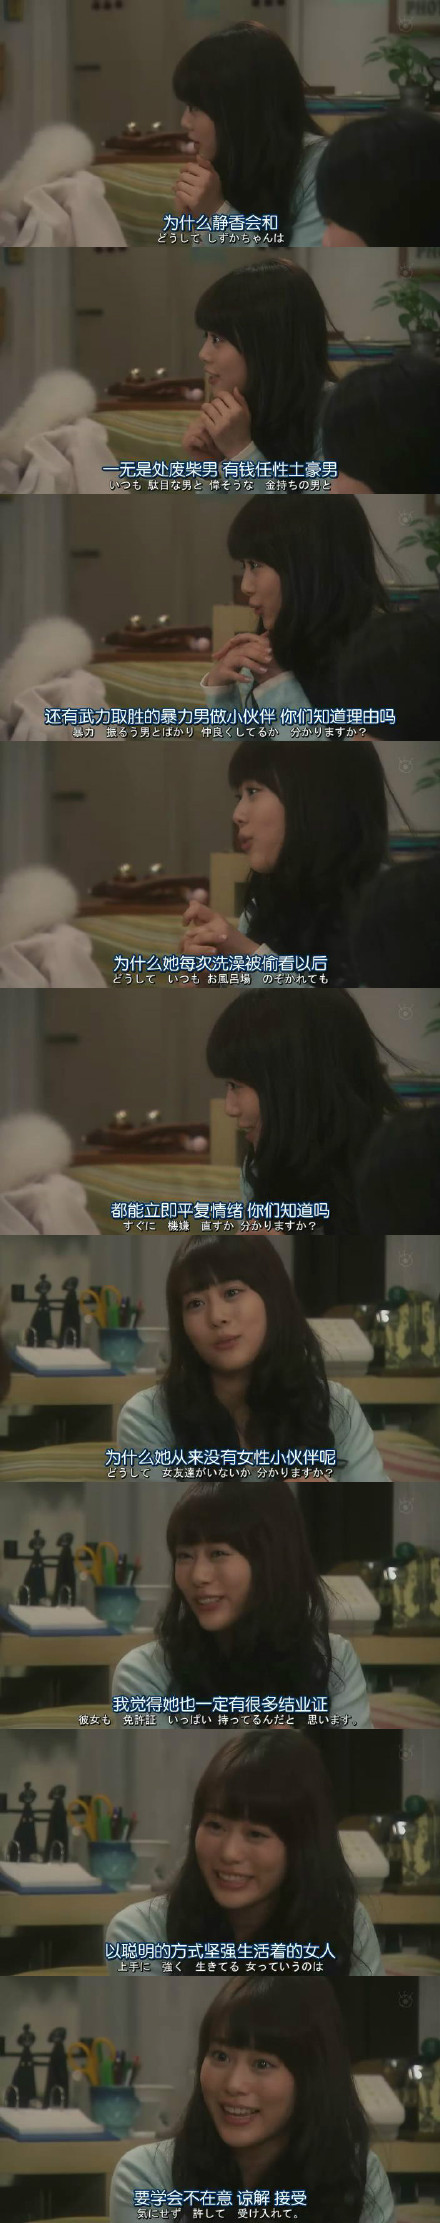 PHO
为什么静香会和
どうして しずかちゃんは
一无是处废柴男 有钱任性土豪男
いつも 駄目な男と 偉そうな 金持ちの男と
还有武力取胜的暴力男做小伙伴 你们知道理由吗
暴力 振るう男とばかり 仲良くしてるか 分かりますか?
为什么她每次洗澡被偷看以后
どうして いつも お風呂場 のぞかれても
都能立即平复情绪 你们知道吗
すぐに 機嫌 直すか 分かりますか?
为什么她从来没有女性小伙伴呢
どうして 女友達がいないか 分かりますか?
我觉得她也一定有很多结业证
彼女も 免許証 いっぱい 持ってるんだと 思います。
以聪明的方式坚强生活着的女人
上手に 強く 生きてる 女っていうのは
要学会不在意 谅解 接受
気にせず 許して 受け入れて。